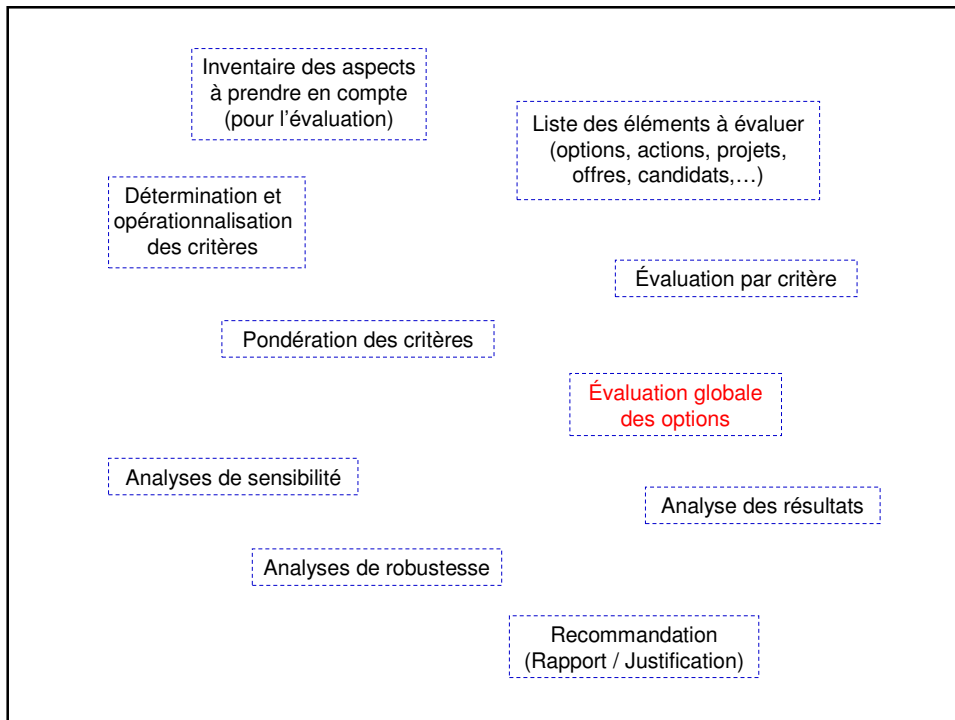 Inventaire des aspects
à prendre en compte
(pour l'évaluation)
Liste des éléments à évaluer
(options, actions, projets,
offres, candidats,…)
Détermination et
opérationnalisation
des critères
Évaluation par critère
Pondération des critères
Évaluation globale
des options
Analyses de sensibilité
Analyse des résultats
Analyses de robustesse
Recommandation
(Rapport / Justification)